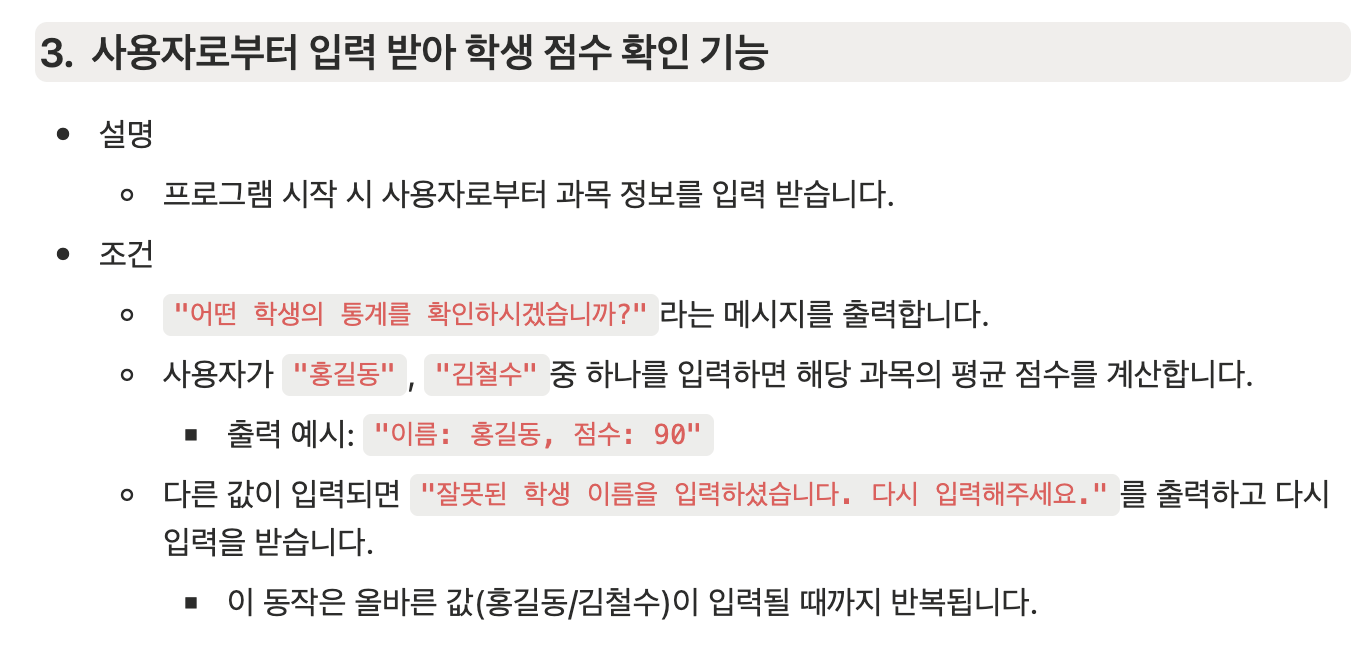 3. 사용자로부터 입력 받아 학생 점수 확인 기능
설명
프로그램 시작 시 사용자로부터 과목 정보를 입력 받습니다.
조건
"어떤 학생의 통계를 확인하시겠습니까?" 라는 메시지를 출력합니다.
사용자가 "홍길동", "김철수" 중 하나를 입력하면 해당 과목의 평균 점수를 계산합니다.
출력 예시: "이름: 홍길동, 점수: 90"
다른 값이 입력되면 "잘못된 학생 이름을 입력하셨습니다. 다시 입력해주세요." 를 출력하고 다시
입력을 받습니다.
이 동작은 올바른 값(홍길동/김철수)이 입력될 때까지 반복됩니다.